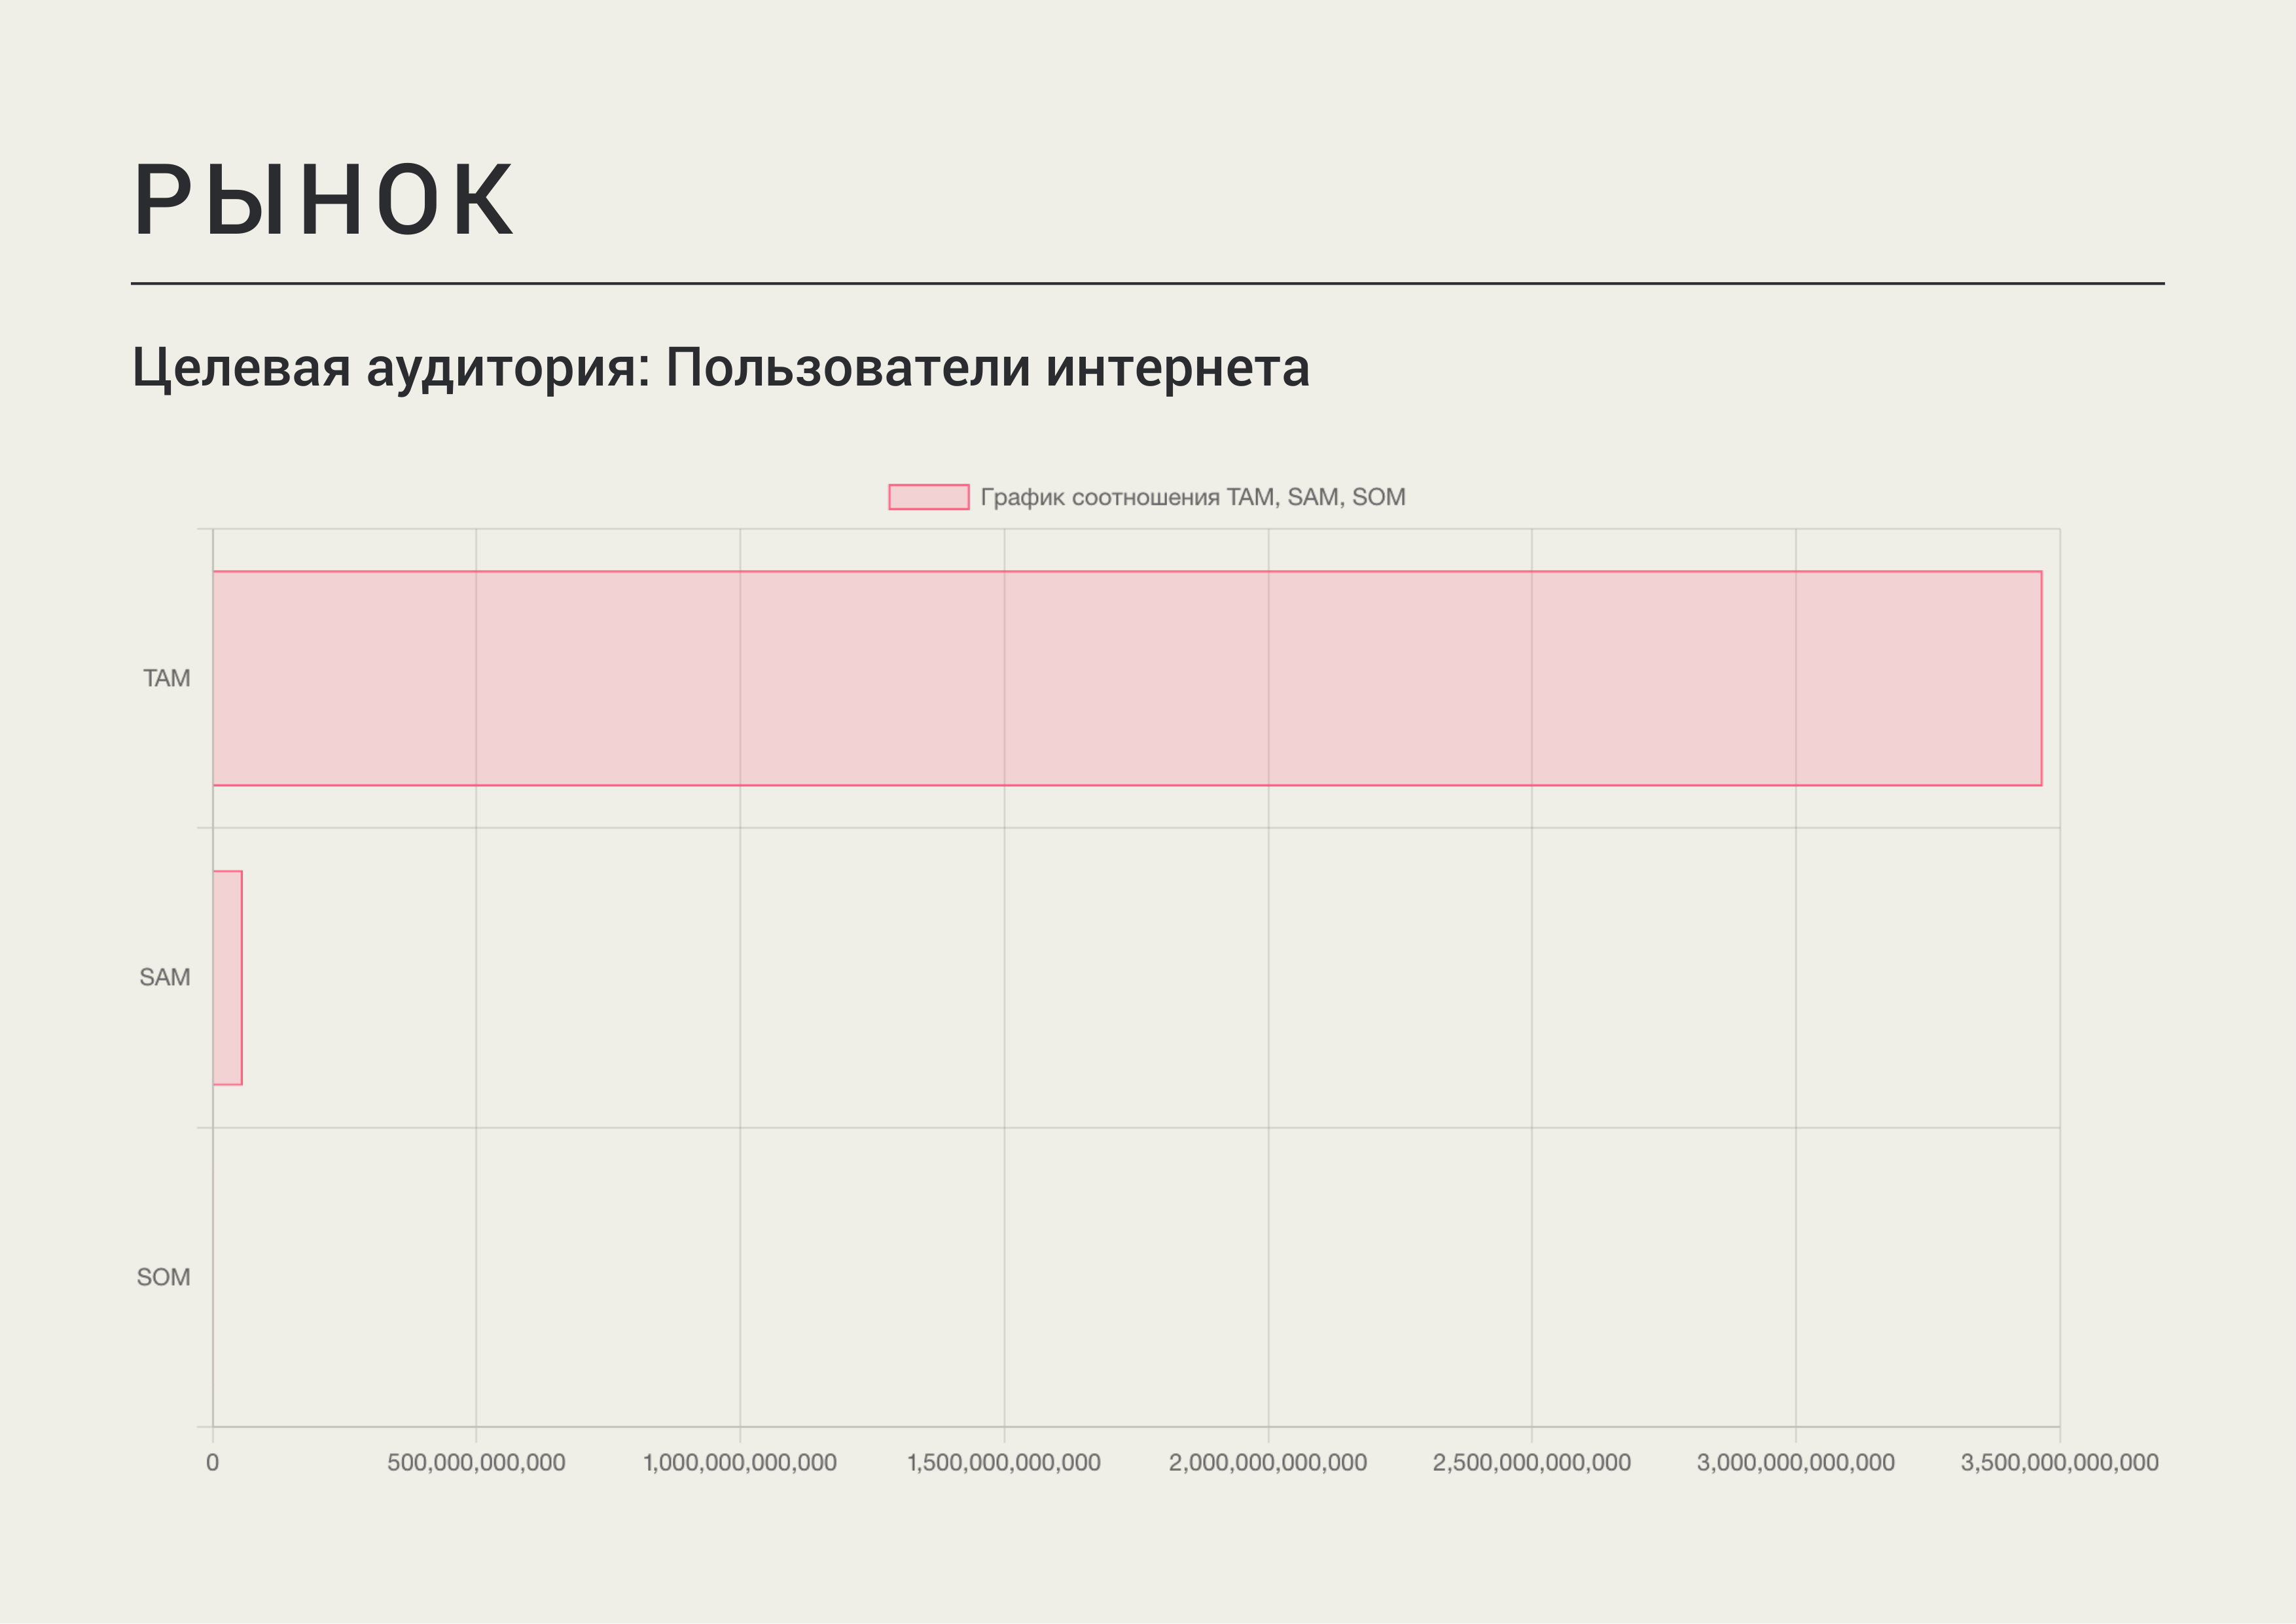 РЫНОК
Целевая аудитория: Пользователи интернета
График соотношения TAM, SAM, SOM
TAM
SAM
SOM
0 500,000,000,000 1,000,000,000,000 1,500,000,000,000 2,000,000,000,000 2,500,000,000,000 3,000,000,000,000 3,500,000,000,000